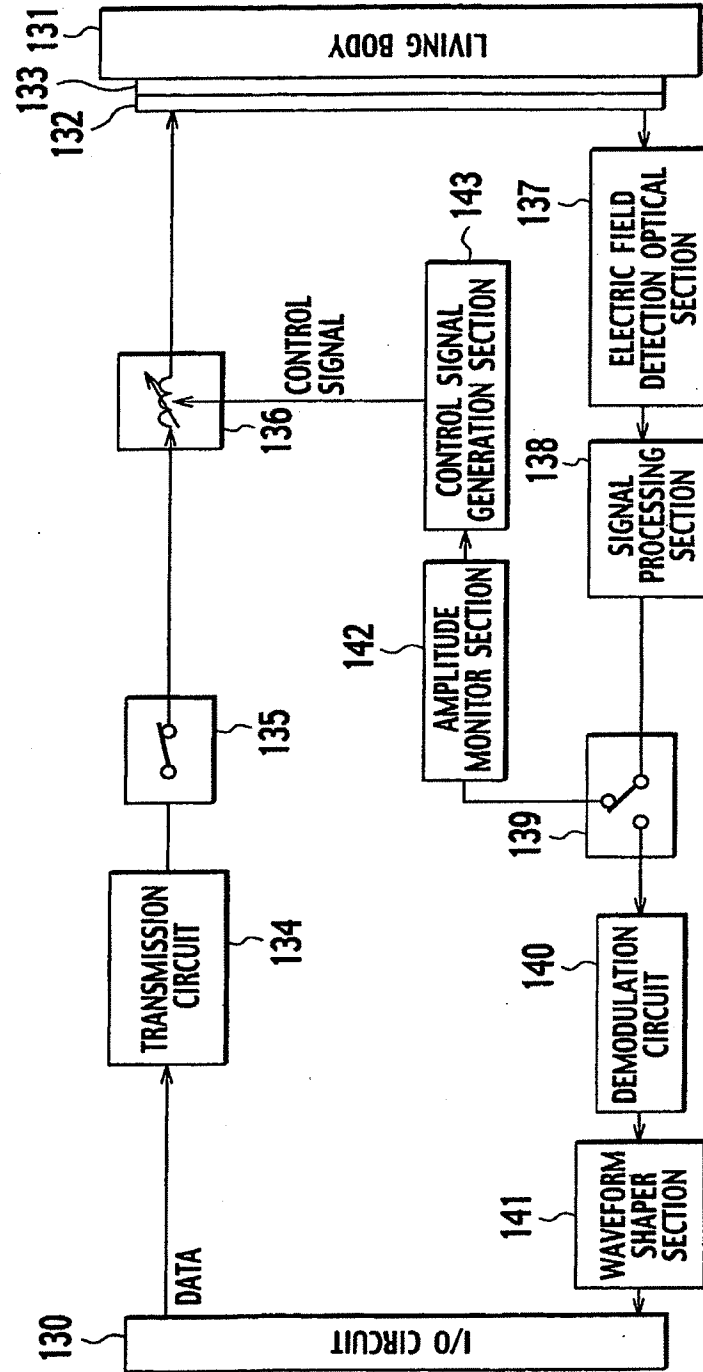 131
LIVING BODY
133
132
143
CONTROL SIGNAL
GENERATION SECTION
CONTROL
SIGNAL
136
137
ELECTRIC FIELD
DETECTION OPTICAL
SECTION
138
SIGNAL
PROCESSING
SECTION
142
AMPLITUDE
MONITOR SECTION
135
139
TRANSMISSION
CIRCUIT
134
140
DEMODULATION
CIRCUIT
141
WAVEFORM
SHAPER
SECTION
DATA
130
I/O CIRCUIT